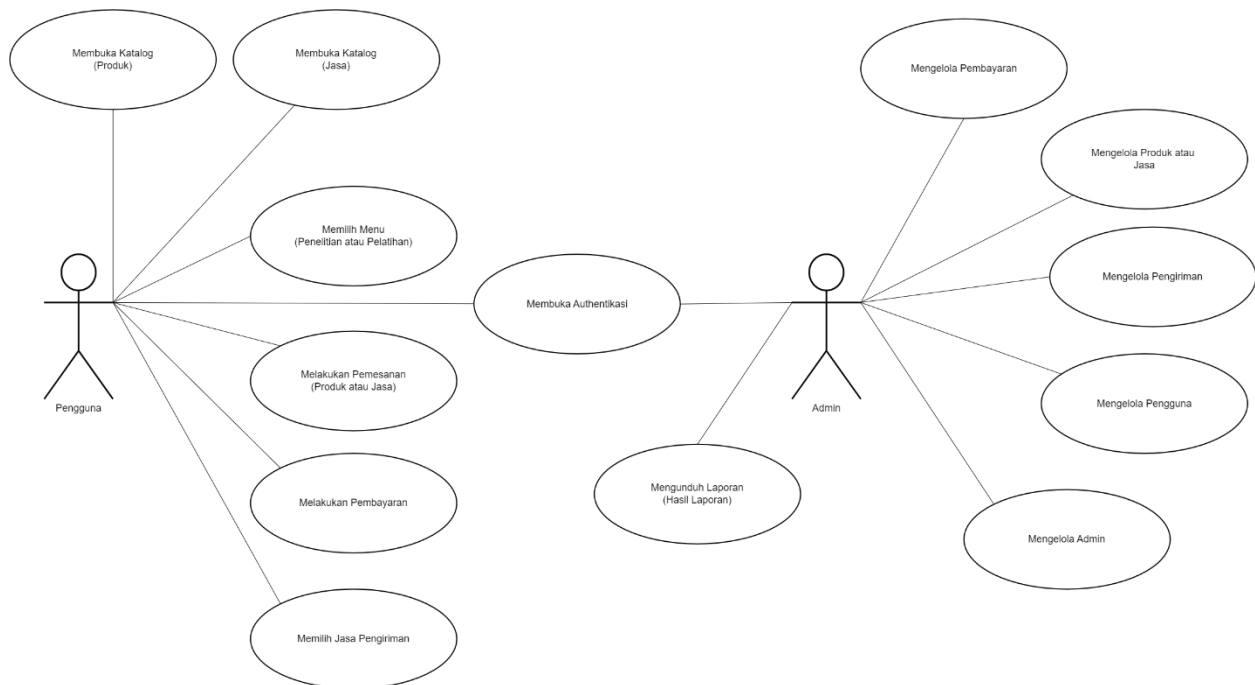 Membuka Katalog
(Produk)
Membuka Katalog
(Jasa)
Mengelola Pembayaran
Mengelola Produk atau
Jasa
Memilih Menu
(Penelitian atau Pelatihan)
Mengelola Pengiriman
Membuka Authentikasi
Melakukan Pemesanan
(Produk atau Jasa)
Pengguna
Admin
Mengelola Pengguna
Melakukan Pembayaran
Mengunduh Laporan
(Hasil Laporan)
Mengelola Admin
Memilih Jasa Pengiriman